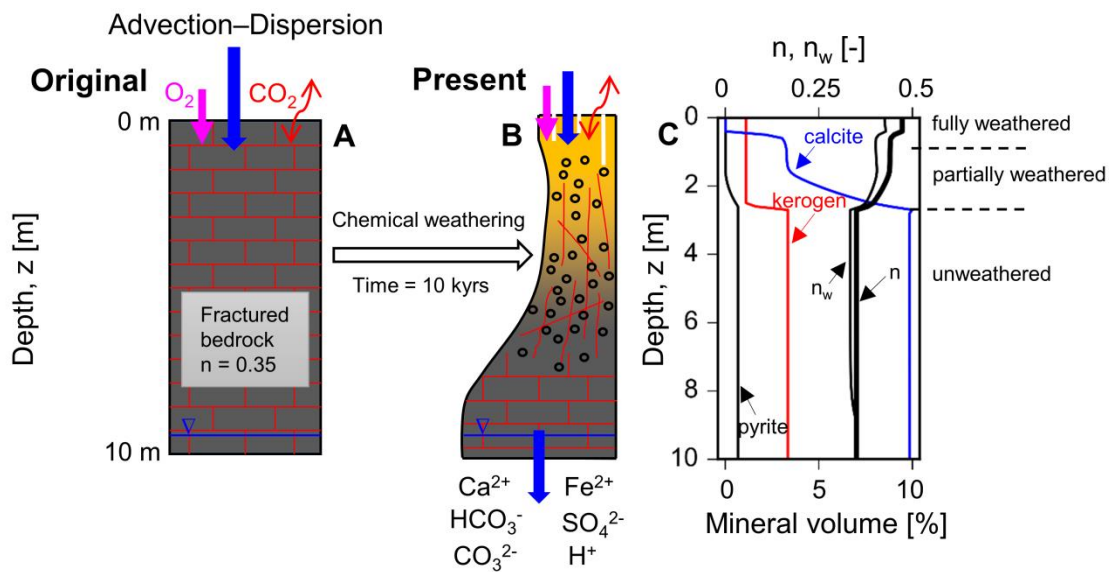 Advection–Dispersion
Original
O₂
CO₂
0 m
A
Depth, z [m]
Fractured
bedrock
n = 0.35
10 m
Chemical weathering
Time = 10 kyrs
Present
B
Ca²⁺
Fe²⁺
HCO₃⁻
SO₄²⁻
CO₃²⁻
H⁺
n, n_w [-]
0
0.25
0.5
C
calcite
kerogen
n_w
n
pyrite
fully weathered
partially weathered
unweathered
Depth, z [m]
0
2
4
6
8
10
0
5
10
Mineral volume [%]